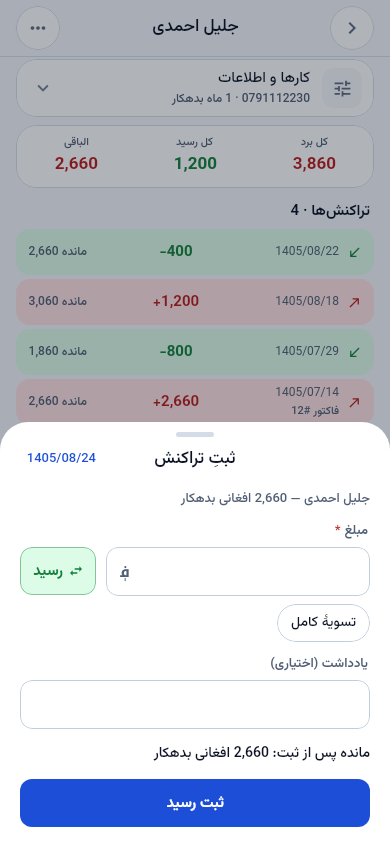 جلیل احمدی
کارها و اطلاعات
0791112230 · 1 ماه بدهکار
کل برد
کل رسید
الباقی
3,860
1,200
2,660
تراکنش‌ها · 4
1405/08/22
−400
مانده 2,660
1405/08/18
+1,200
مانده 3,060
1405/07/29
−800
مانده 1,860
1405/07/14
فاکتور #12
+2,660
مانده 2,660
ثبتِ تراکنش
1405/08/24
جلیل احمدی — 2,660 افغانی بدهکار
مبلغ *
؋
رسید
تسویهٔ کامل
یادداشت (اختیاری)
مانده پس از ثبت: 2,660 افغانی بدهکار
ثبت رسید